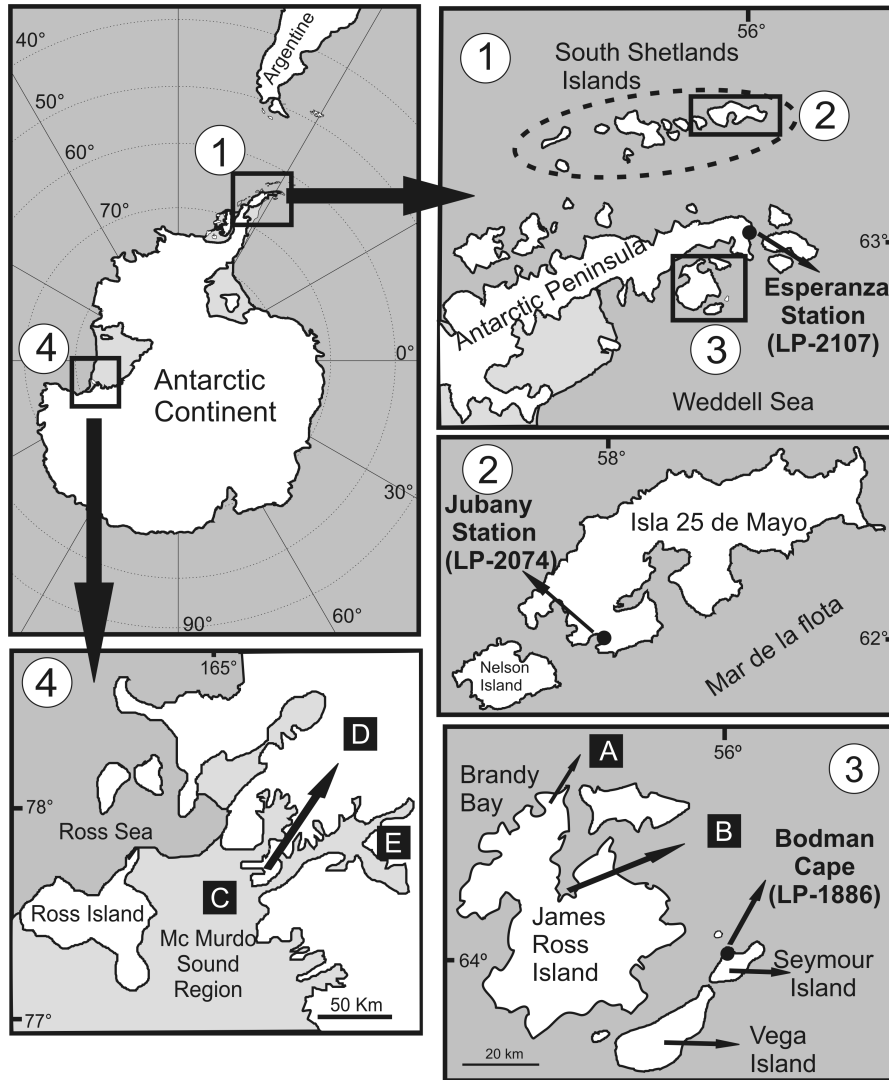 40°
50°
60°
70°
Argentine
1
4
0°
Antarctic
Continent
30°
60°
90°
1
56°
South Shetlands
Islands
2
63°
Antarctic Peninsula
Esperanza
Station
(LP-2107)
3
Weddell Sea
2
58°
Jubany
Station
(LP-2074)
Isla 25 de Mayo
62°
Mar de la flota
Nelson
Island
4
165°
D
78°
Ross Sea
E
C
Ross Island
Mc Murdo
Sound
Region
50 Km
77°
56°
3
A
Brandy
Bay
B
Bodman
Cape
(LP-1886)
James
Ross
Island
64º
Seymour
Island
Vega
Island
20 km